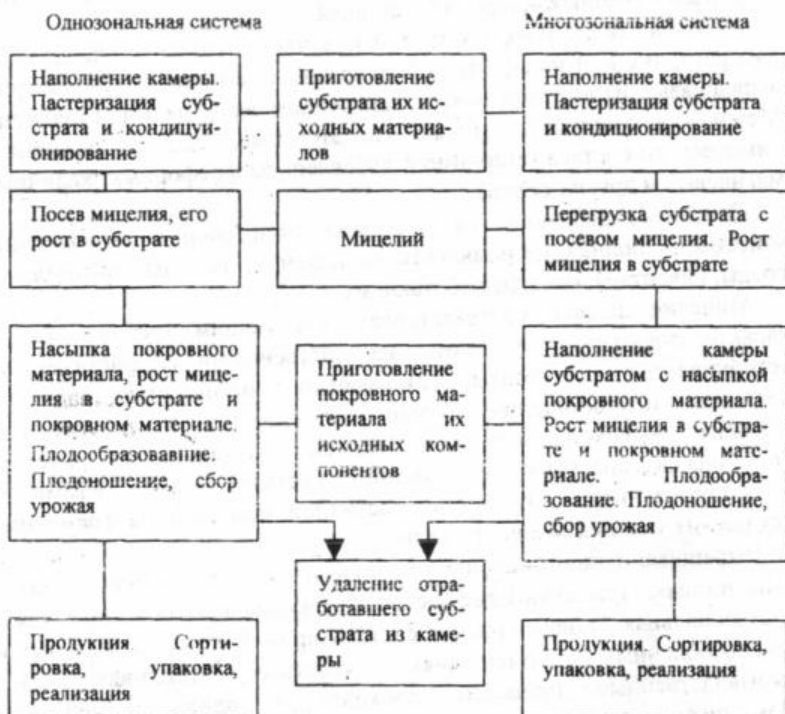 Однозональная система
Многозональная система
Наполнение камеры.
Пастеризация суб-
страта и кондицуи-
онирование
Приготовление
субстрата их ис-
ходных материа-
лов
Наполнение камеры.
Пастеризация субстрата
и кондиционирование
Посев мицелия, его
рост в субстрате
Мицелий
Перегрузка субстрата с
посевом мицелия. Рост
мицелия в субстрате
Насыпка покровного
материала, рост мице-
лия в субстрате и
покровном материале.
Плодообразовавние.
Плодоношение, сбор
урожая
Приготовление
покровного ма-
териала их
исходных ком-
понентов
Наполнение камеры
субстратом с насыпкой
покровного материала.
Рост мицелия в субстра-
те и покровном мате-
риале. Плодообра-
зование. Плодоношение,
сбор урожая
Удаление отра-
ботавшего суб-
страта из каме-
ры
Продукция. Сорти-
ровка, упаковка,
реализация
Продукция. Сортировка,
упаковка, реализация